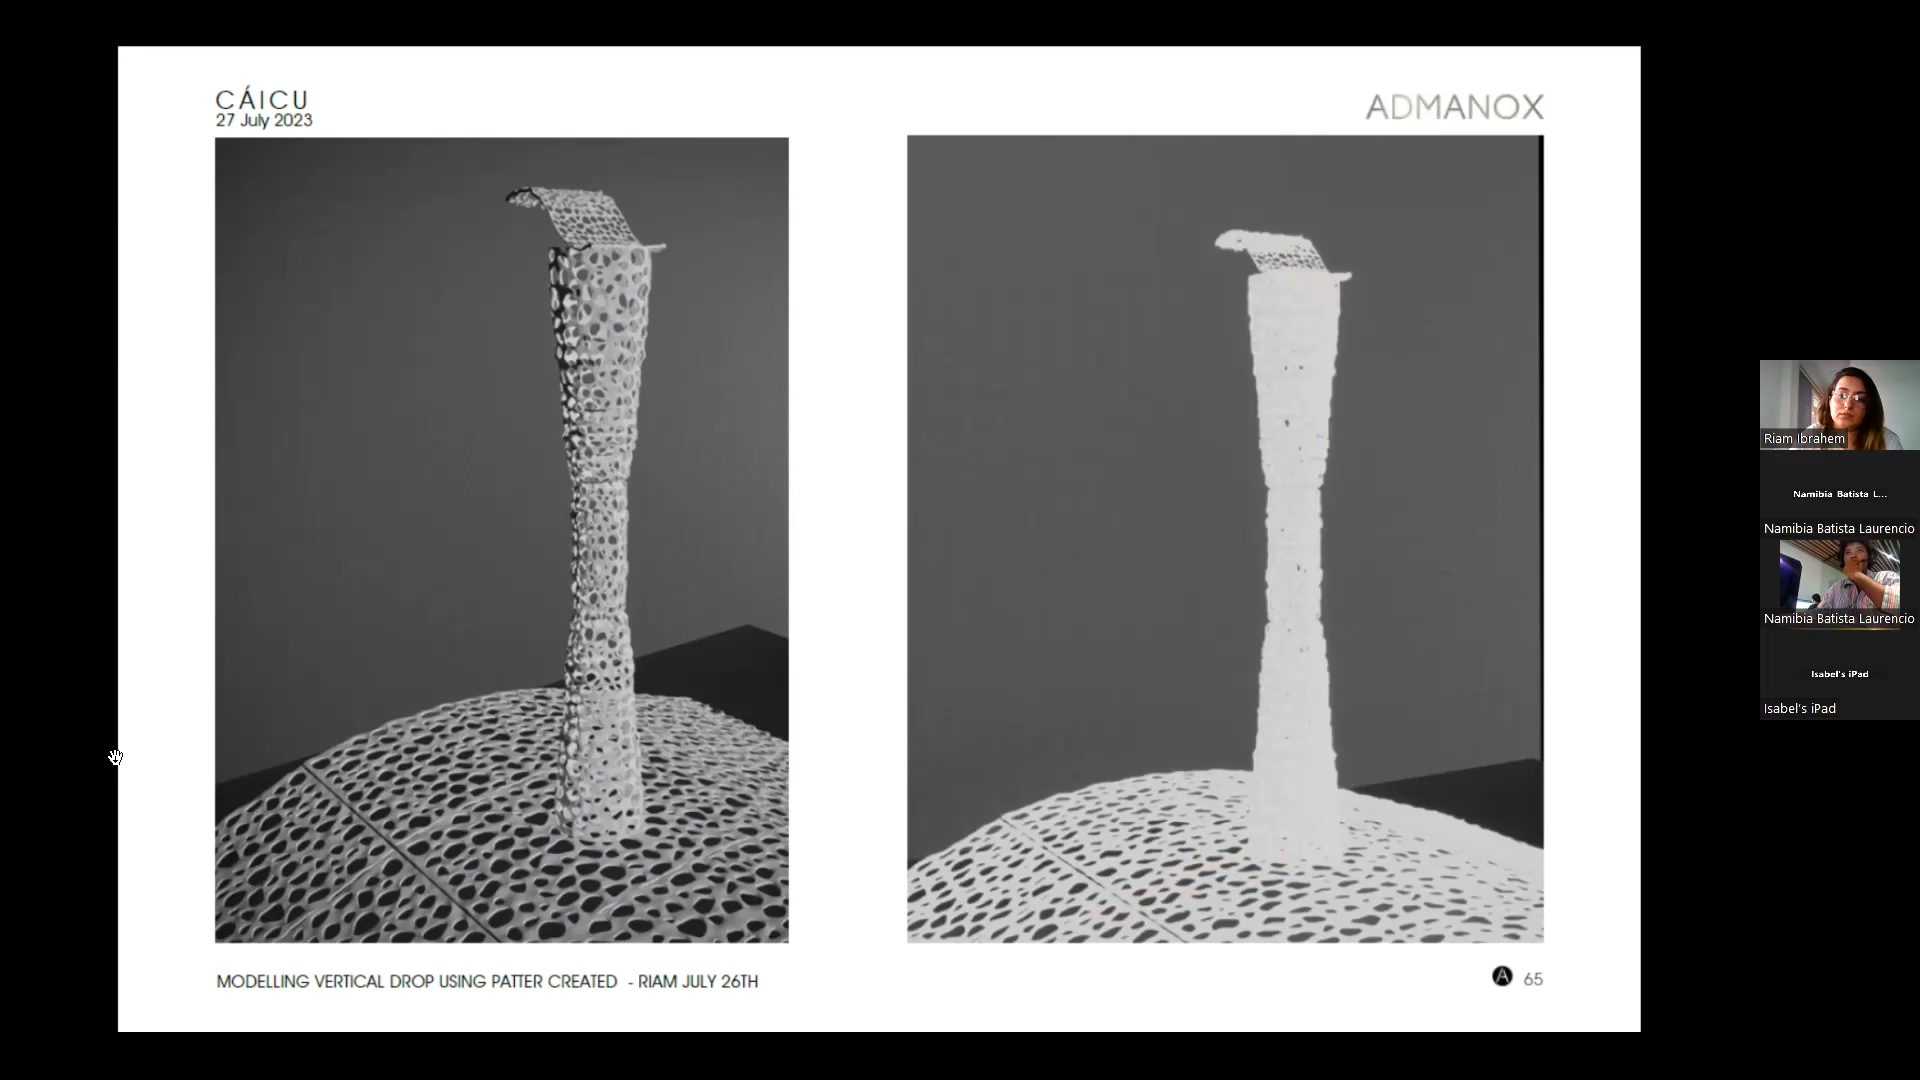 CÁICU
27 July 2023
ADMANOX
MODELLING VERTICAL DROP USING PATTER CREATED - RIAM JULY 26TH
A 65
Riam Ibrahem
Namibia Batista L...
Namibia Batista Laurencio
Namibia Batista Laurencio
Isabel's iPad
Isabel's iPad